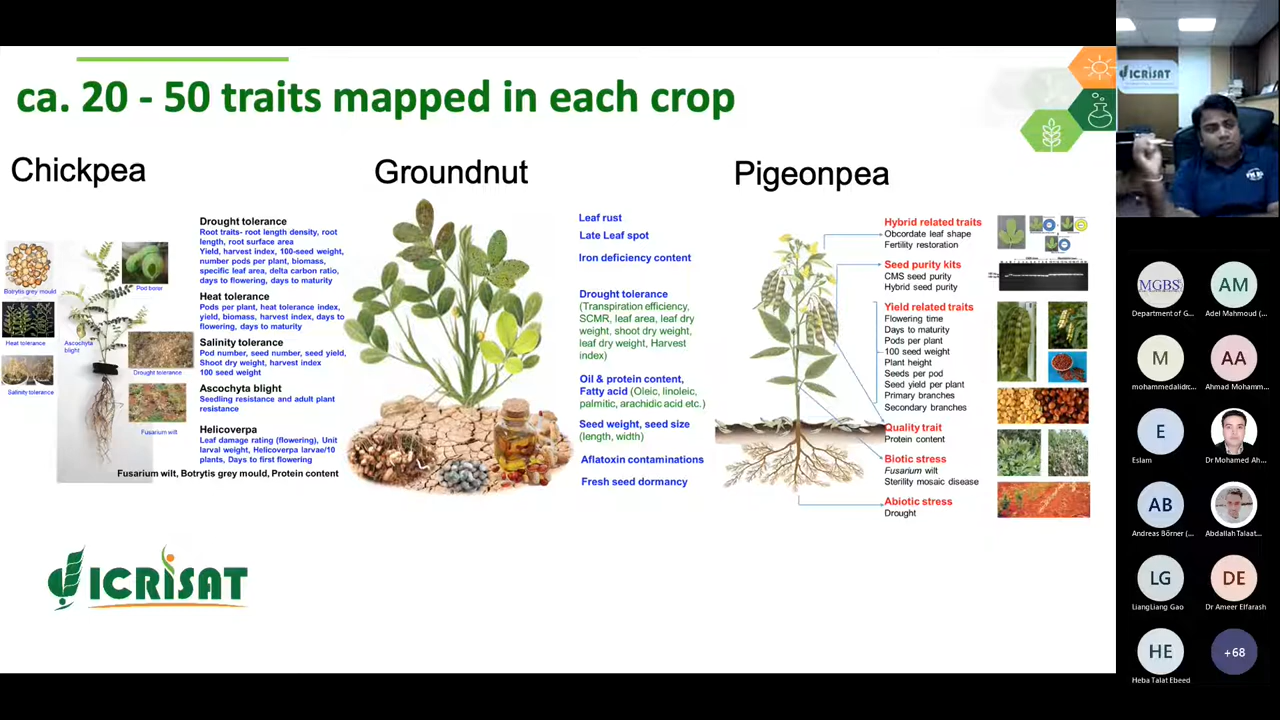 ca. 20 - 50 traits mapped in each crop
Chickpea
Botrytis grey mould
Pod borer
Heat tolerance
Ascochyta
blight
Drought tolerance
Salinity tolerance
Fusarium wilt
Drought tolerance
Root traits- root length density, root
length, root surface area
Yield, harvest index, 100-seed weight,
number pods per plant, biomass,
specific leaf area, delta carbon ratio,
days to flowering, days to maturity
Heat tolerance
Pods per plant, heat tolerance index,
yield, biomass, harvest index, days to
flowering, days to maturity
Salinity tolerance
Pod number, seed number, seed yield,
Shoot dry weight, harvest index
100 seed weight
Ascochyta blight
Seedling resistance and adult plant
resistance
Helicoverpa
Leaf damage rating (flowering), Unit
larval weight, Helicoverpa larvae/10
plants, Days to first flowering
Fusarium wilt, Botrytis grey mould, Protein content
Groundnut
Leaf rust
Late Leaf spot
Iron deficiency content
Drought tolerance
(Transpiration efficiency,
SCMR, leaf area, leaf dry
weight, shoot dry weight,
leaf dry weight, Harvest
index)
Oil & protein content,
Fatty acid (Oleic, linoleic,
palmitic, arachidic acid etc.)
Seed weight, seed size
(length, width)
Aflatoxin contaminations
Fresh seed dormancy
Pigeonpea
Hybrid related traits
Obcordate leaf shape
Fertility restoration
Seed purity kits
CMS seed purity
Hybrid seed purity
Yield related traits
Flowering time
Days to maturity
Pods per plant
100 seed weight
Plant height
Seeds per pod
Seed yield per plant
Primary branches
Secondary branches
Quality trait
Protein content
Biotic stress
Fusarium wilt
Sterility mosaic disease
Abiotic stress
Drought
ICRISAT
ICRISAT
MGBS
Department of G...
AM
Adel Mahmoud (...
M
mohammedalidrc...
AA
Ahmad Mohamm...
E
Eslam
Dr Mohamed Ah...
AB
Andreas Börner (...
Abdallah Talaat...
LG
LiangLiang Gao
DE
Dr Ameer Elfarash
HE
Heba Talat Ebeed
+68